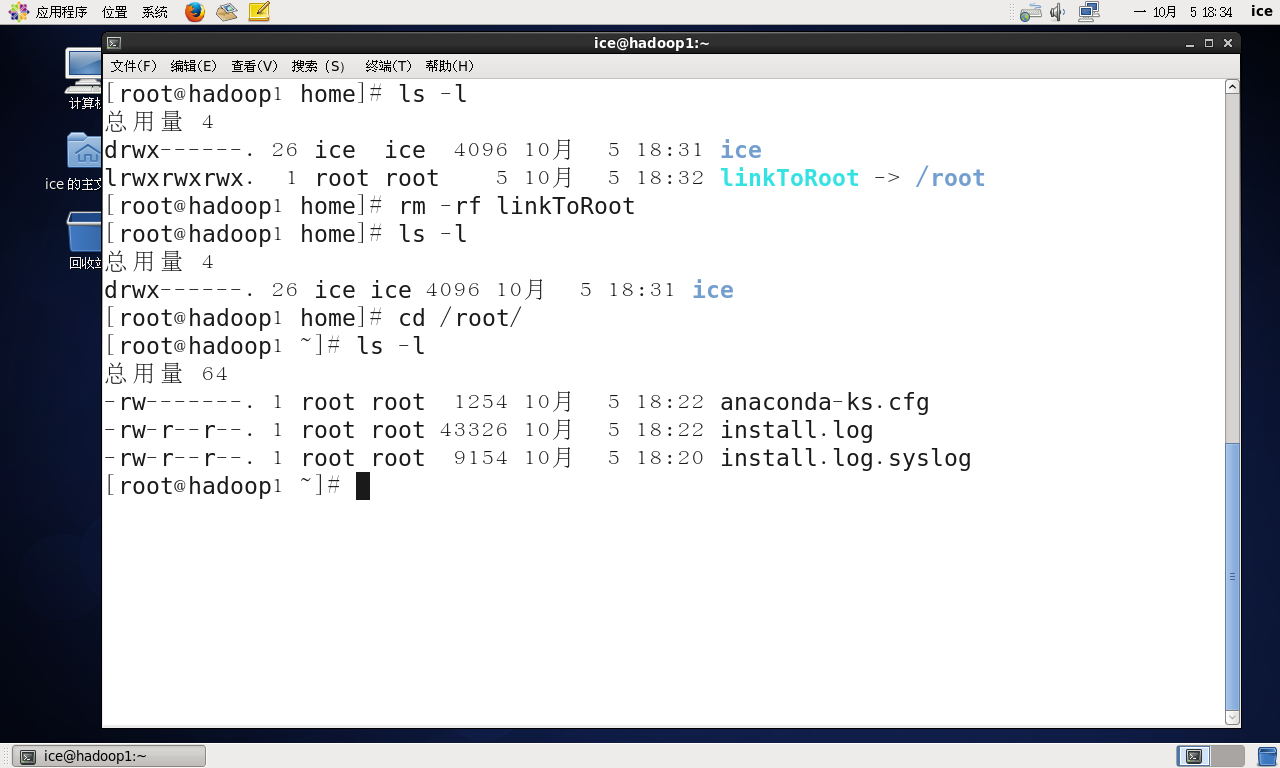 应用程序 位置 系统 一 10月 5 18:34 ice
ice@hadoop1:~
文件(F) 编辑(E) 查看(V) 搜索 (S) 终端(T) 帮助(H)
计算机
ice 的主文
回收站
[root@hadoop1 home]# ls -l
总用量 4
drwx------. 26 ice  ice  4096 10月  5 18:31 ice
lrwxrwxrwx.  1 root root    5 10月  5 18:32 linkToRoot -> /root
[root@hadoop1 home]# rm -rf linkToRoot
[root@hadoop1 home]# ls -l
总用量 4
drwx------. 26 ice ice 4096 10月  5 18:31 ice
[root@hadoop1 home]# cd /root/
[root@hadoop1 ~]# ls -l
总用量 64
-rw-------. 1 root root  1254 10月  5 18:22 anaconda-ks.cfg
-rw-r--r--. 1 root root 43326 10月  5 18:22 install.log
-rw-r--r--. 1 root root  9154 10月  5 18:20 install.log.syslog
[root@hadoop1 ~]#
ice@hadoop1:~